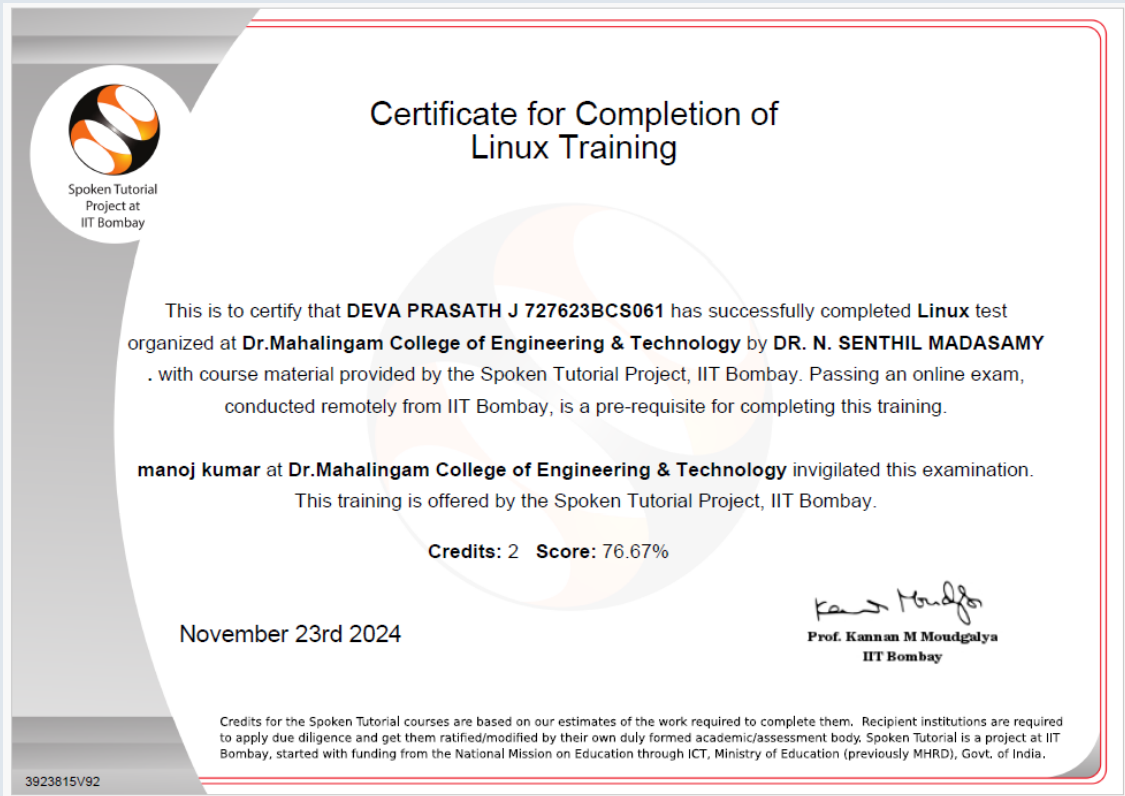 Certificate for Completion of
Linux Training
Spoken Tutorial
Project at
IIT Bombay
This is to certify that DEVA PRASATH J 727623BCS061 has successfully completed Linux test
organized at Dr.Mahalingam College of Engineering & Technology by DR. N. SENTHIL MADASAMY
. with course material provided by the Spoken Tutorial Project, IIT Bombay. Passing an online exam,
conducted remotely from IIT Bombay, is a pre-requisite for completing this training.
manoj kumar at Dr.Mahalingam College of Engineering & Technology invigilated this examination.
This training is offered by the Spoken Tutorial Project, IIT Bombay.
Credits: 2 Score: 76.67%
November 23rd 2024
Prof. Kannan M Moudgalya
IIT Bombay
Credits for the Spoken Tutorial courses are based on our estimates of the work required to complete them. Recipient institutions are required
to apply due diligence and get them ratified/modified by their own duly formed academic/assessment body. Spoken Tutorial is a project at IIT
Bombay, started with funding from the National Mission on Education through ICT, Ministry of Education (previously MHRD), Govt. of India.
3923815V92